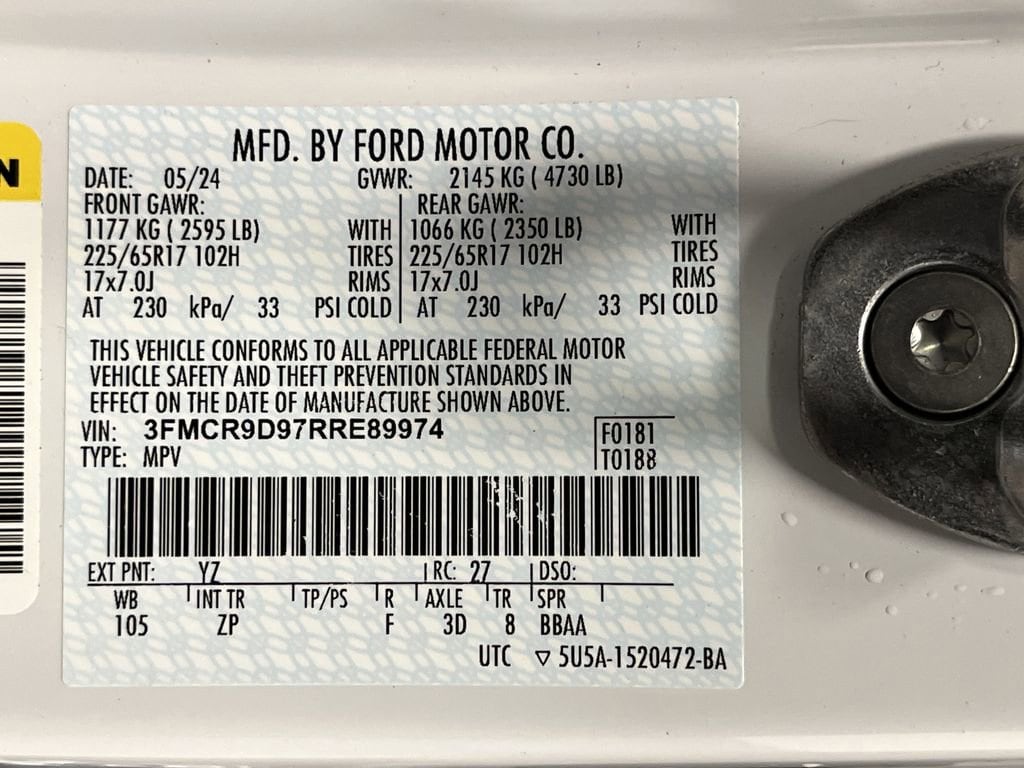 N
MFD. BY FORD MOTOR CO.
DATE: 05/24 GVWR: 2145 KG ( 4730 LB)
FRONT GAWR: REAR GAWR:
1177 KG ( 2595 LB) WITH 1066 KG ( 2350 LB) WITH
225/65R17 102H TIRES 225/65R17 102H TIRES
17x7.0J RIMS 17x7.0J RIMS
AT 230 kPa/ 33 PSI COLD AT 230 kPa/ 33 PSI COLD
THIS VEHICLE CONFORMS TO ALL APPLICABLE FEDERAL MOTOR
VEHICLE SAFETY AND THEFT PREVENTION STANDARDS IN
EFFECT ON THE DATE OF MANUFACTURE SHOWN ABOVE.
VIN: 3FMCR9D97RRE89974 F0181
TYPE: MPV T0188
EXT PNT: YZ RC: 27 DSO:
WB INT TR TP/PS R AXLE TR SPR
105 ZP F 3D 8 BBAA
UTC ▽ 5U5A-1520472-BA